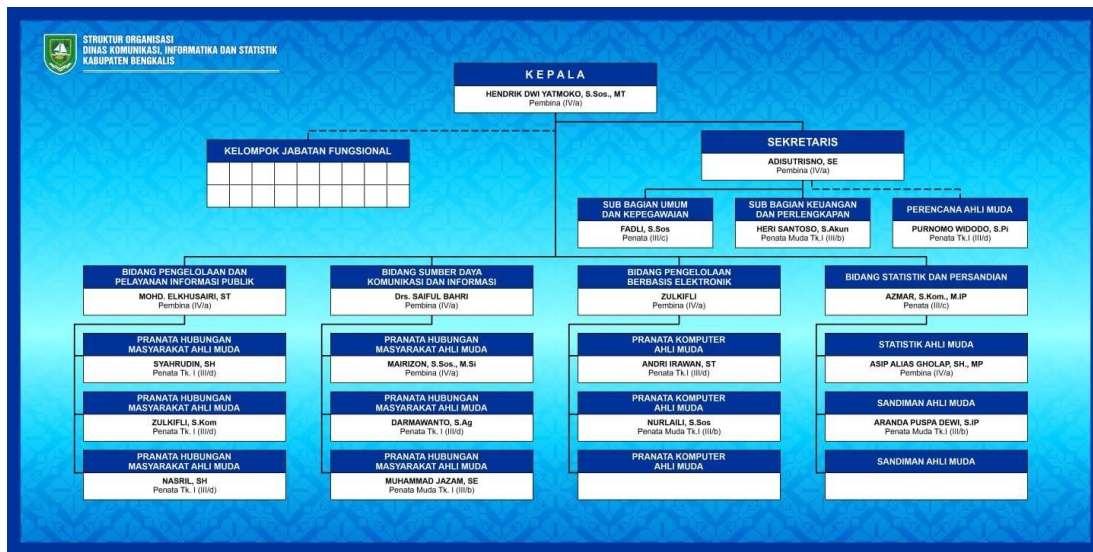 STRUKTUR ORGANISASI
DINAS KOMUNIKASI, INFORMATIKA DAN STATISTIK
KABUPATEN BENGKALIS
KEPALA
HENDRIK DWI YATMOKO, S.Sos., MT
Pembina (IV/a)
KELOMPOK JABATAN FUNGSIONAL
SEKRETARIS
ADISUTRISNO, SE
Pembina (IV/a)
SUB BAGIAN UMUM
DAN KEPEGAWAIAN
FADLI, S.Sos
Penata (III/c)
SUB BAGIAN KEUANGAN
DAN PERLENGKAPAN
HERI SANTOSO, S.Akun
Penata Muda Tk.I (III/b)
PERENCANA AHLI MUDA
PURNOMO WIDODO, S.Pi
Penata Tk.I (III/d)
BIDANG PENGELOLAAN DAN
PELAYANAN INFORMASI PUBLIK
MOHD. ELKHUSAIRI, ST
Pembina (IV/a)
BIDANG SUMBER DAYA
KOMUNIKASI DAN INFORMASI
Drs. SAIFUL BAHRI
Pembina (IV/a)
BIDANG PENGELOLAAN
BERBASIS ELEKTRONIK
ZULKIFLI
Pembina (IV/a)
BIDANG STATISTIK DAN PERSANDIAN
AZMAR, S.Kom., M.IP
Penata (III/c)
PRANATA HUBUNGAN
MASYARAKAT AHLI MUDA
SYAHRUDIN, SH
Penata Tk. I (III/d)
PRANATA HUBUNGAN
MASYARAKAT AHLI MUDA
MAIRIZON, S.Sos., M.Si
Pembina (IV/a)
PRANATA KOMPUTER
AHLI MUDA
ANDRI IRAWAN, ST
Penata Tk.I (III/d)
STATISTIK AHLI MUDA
ASIP ALIAS GHOLAP, SH., MP
Pembina (IV/a)
PRANATA HUBUNGAN
MASYARAKAT AHLI MUDA
ZULKIFLI, S.Kom
Penata Tk. I (III/d)
PRANATA HUBUNGAN
MASYARAKAT AHLI MUDA
DARMAWANTO, S.Ag
Penata Tk. I (III/d)
PRANATA KOMPUTER
AHLI MUDA
NURLAILI, S.Sos
Penata Muda Tk.I (III/b)
SANDIMAN AHLI MUDA
ARANDA PUSPA DEWI, S.IP
Penata Muda Tk.I (III/b)
PRANATA HUBUNGAN
MASYARAKAT AHLI MUDA
NASRIL, SH
Penata Tk. I (III/d)
PRANATA HUBUNGAN
MASYARAKAT AHLI MUDA
MUHAMMAD JAZAM, SE
Penata Muda Tk. I (III/b)
PRANATA KOMPUTER
AHLI MUDA
SANDIMAN AHLI MUDA